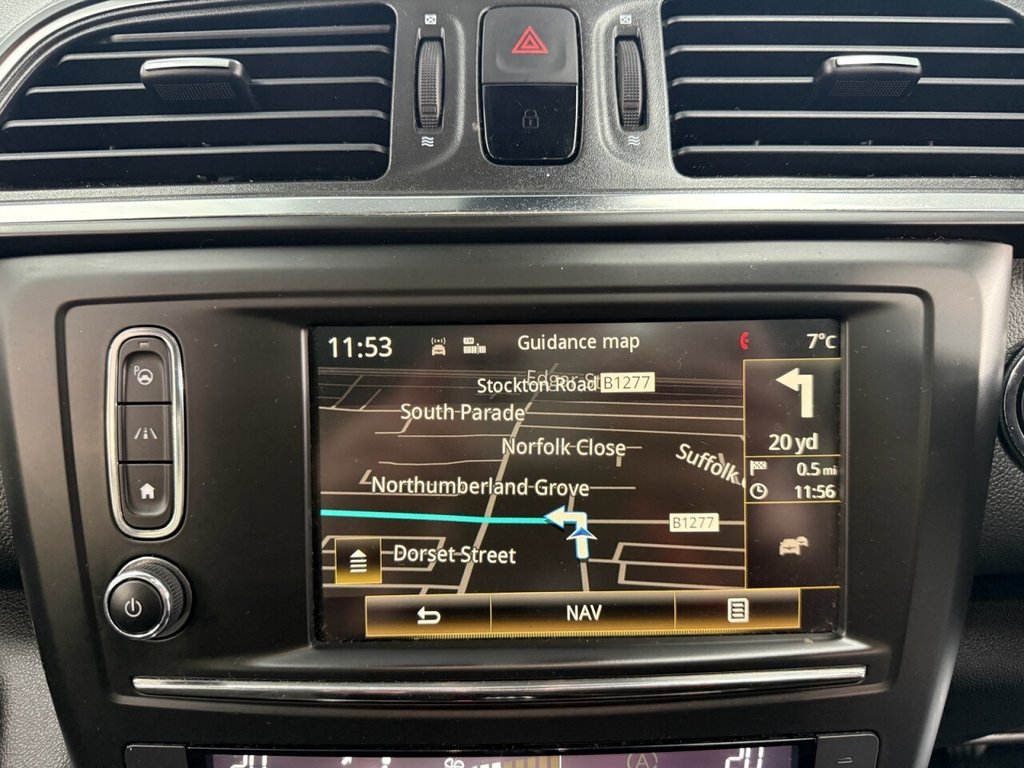 P
11:53 Guidance map 7°C
Stockton Road B1277
South Parade
Norfolk Close
Suffolk
20 yd
0.5 mi
Northumberland Grove
11:56
B1277
Dorset Street
NAV
A